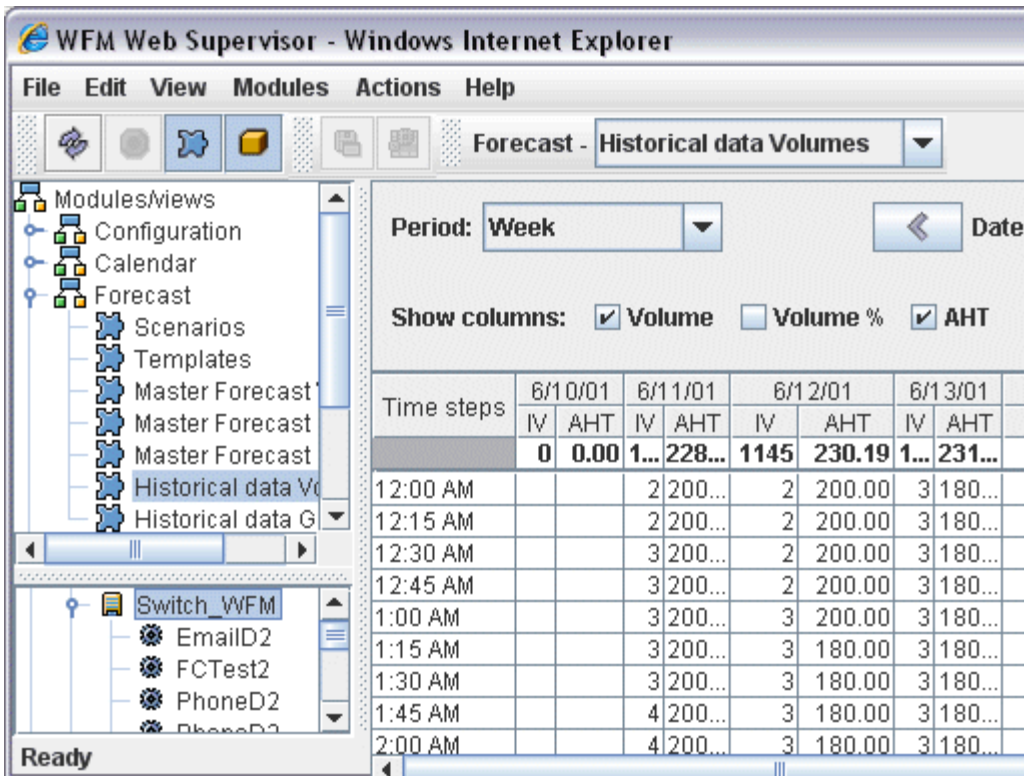 WFM Web Supervisor - Windows Internet Explorer
File Edit View Modules Actions Help
Forecast - Historical data Volumes
Modules/views
Configuration
Calendar
Forecast
Scenarios
Templates
Master Forecast
Master Forecast
Master Forecast
Historical data Vo
Historical data G
Switch_WFM
EmailD2
FCTest2
PhoneD2
PhoneD2
Ready
Period: Week Date
Show columns: Volume Volume % AHT
Time steps 6/10/01 6/11/01 6/12/01 6/13/01
IV AHT IV AHT IV AHT IV AHT
0 0.00 1... 228... 1145 230.19 1... 231...
12:00 AM 2 200... 2 200.00 3 180...
12:15 AM 2 200... 2 200.00 3 180...
12:30 AM 3 200... 2 200.00 3 180...
12:45 AM 3 200... 2 200.00 3 180...
1:00 AM 3 200... 3 200.00 3 180...
1:15 AM 3 200... 3 180.00 3 180...
1:30 AM 3 200... 3 180.00 3 180...
1:45 AM 4 200... 3 180.00 3 180...
2:00 AM 4 200... 3 180.00 3 180...